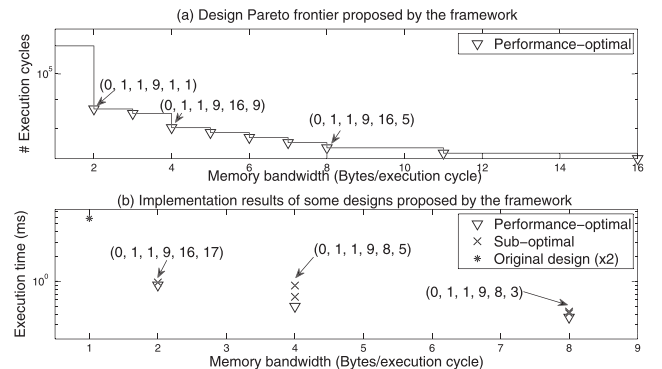 (a) Design Pareto frontier proposed by the framework
# Execution cycles
10^5
Performance−optimal
(0, 1, 1, 9, 1, 1)
(0, 1, 1, 9, 16, 9)
(0, 1, 1, 9, 16, 5)
2 4 6 8 10 12 14 16
Memory bandwidth (Bytes/execution cycle)
(b) Implementation results of some designs proposed by the framework
Execution time (ms)
10^0
Performance−optimal
Sub−optimal
Original design (x2)
(0, 1, 1, 9, 16, 17)
(0, 1, 1, 9, 8, 5)
(0, 1, 1, 9, 8, 3)
1 2 3 4 5 6 7 8 9
Memory bandwidth (Bytes/execution cycle)